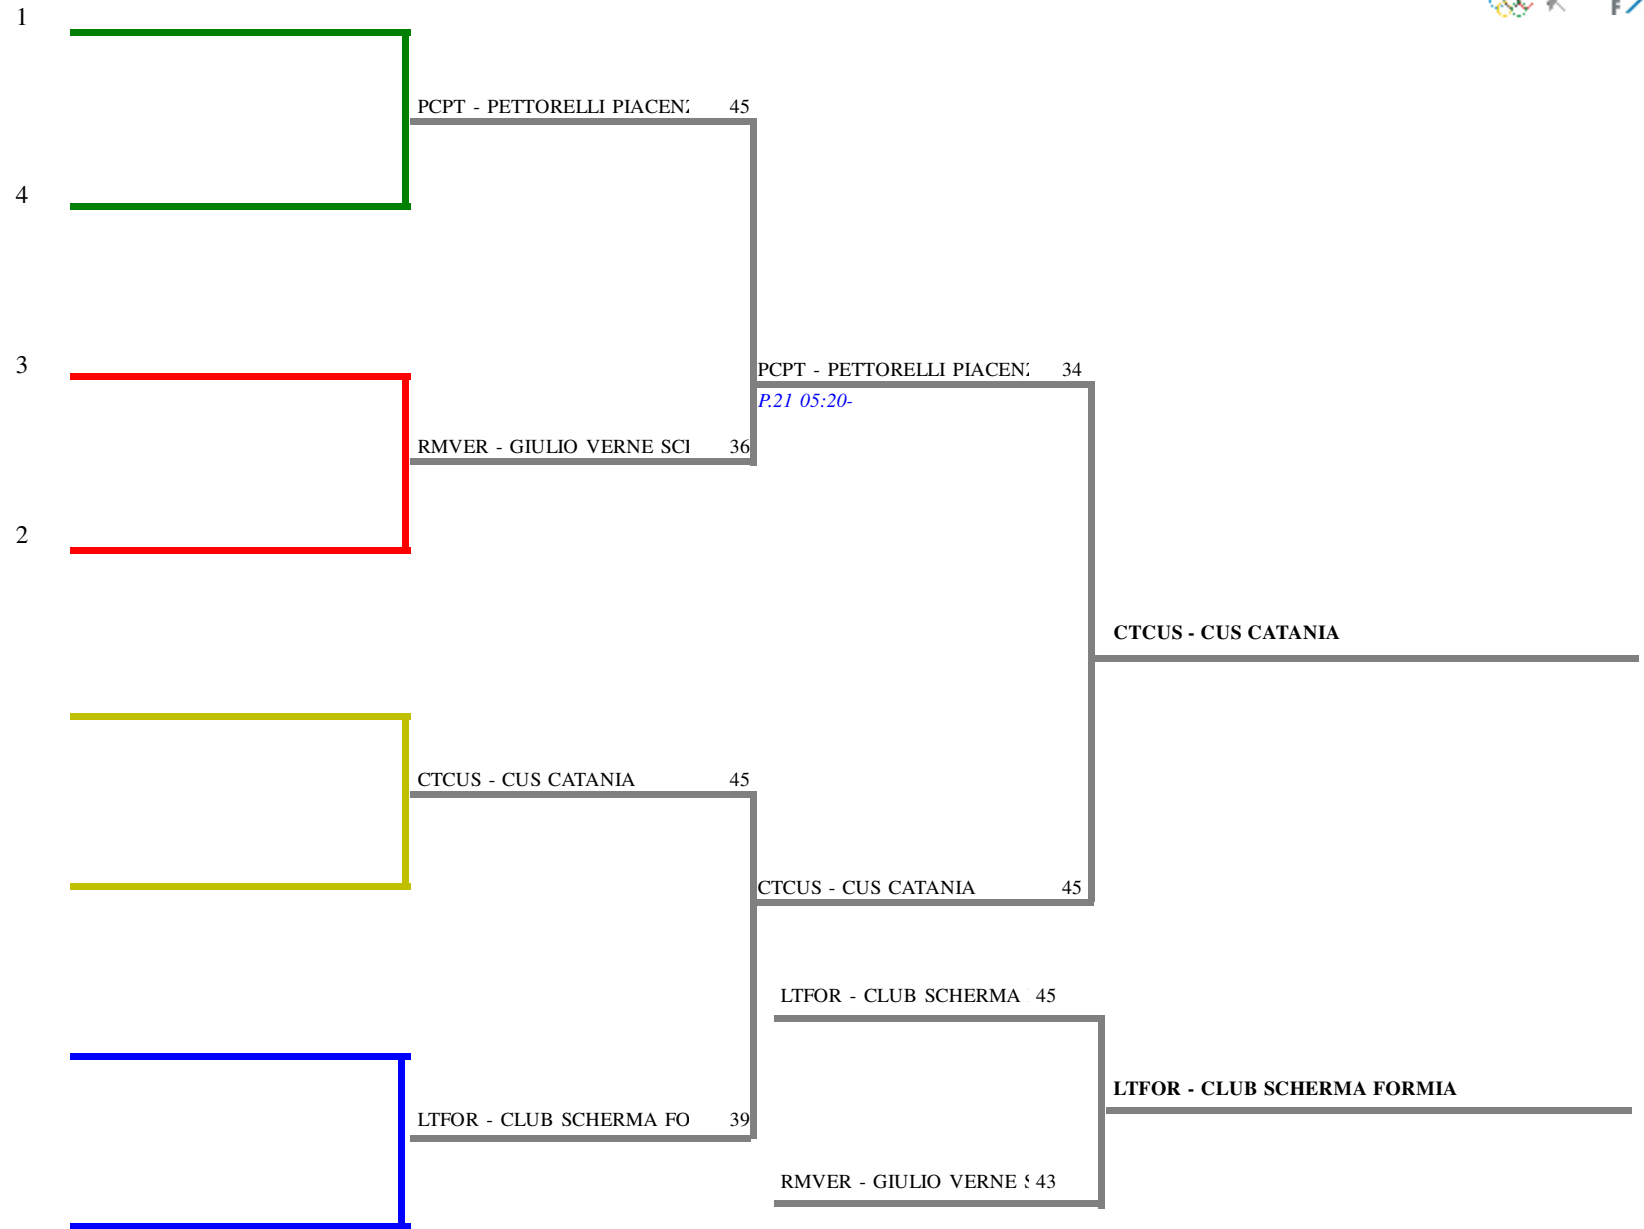 1
PCPT - PETTORELLI PIACEN 45
4
3
PCPT - PETTORELLI PIACEN 34
P.21 05:20-
RMVER - GIULIO VERNE SC 36
2
CTCUS - CUS CATANIA
CTCUS - CUS CATANIA 45
CTCUS - CUS CATANIA 45
LTFOR - CLUB SCHERMA 45
LTFOR - CLUB SCHERMA FORMIA
LTFOR - CLUB SCHERMA FO 39
RMVER - GIULIO VERNE 43